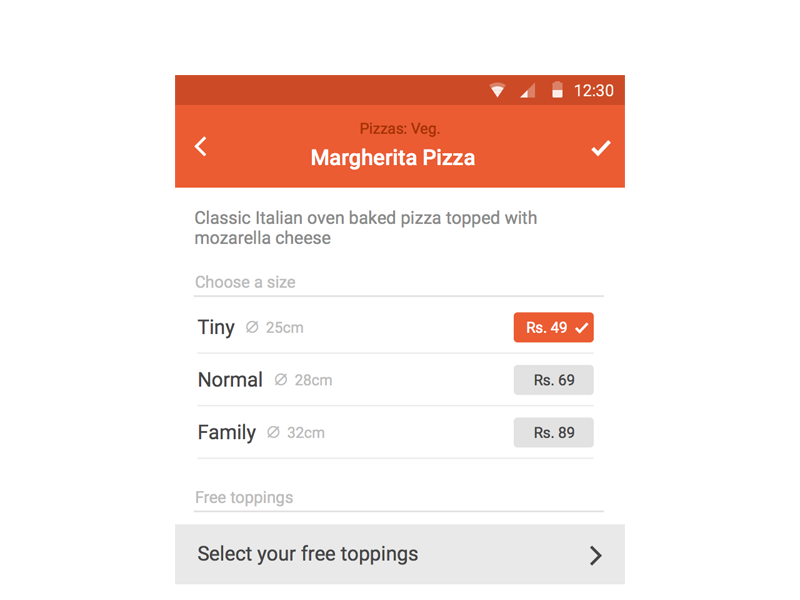 12:30
Pizzas: Veg.
Margherita Pizza
Classic Italian oven baked pizza topped with
mozarella cheese
Choose a size
Tiny ∅ 25cm Rs. 49
Normal ∅ 28cm Rs. 69
Family ∅ 32cm Rs. 89
Free toppings
Select your free toppings